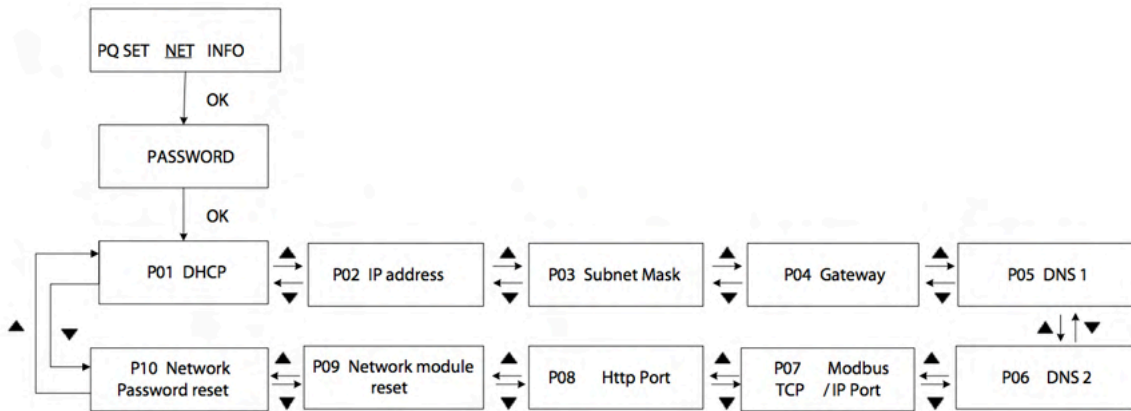 PQ SET NET INFO
OK
PASSWORD
OK
P01 DHCP
P02 IP address
P03 Subnet Mask
P04 Gateway
P05 DNS 1
P10 Network
Password reset
P09 Network module
reset
P08 Http Port
P07 Modbus
TCP / IP Port
P06 DNS 2